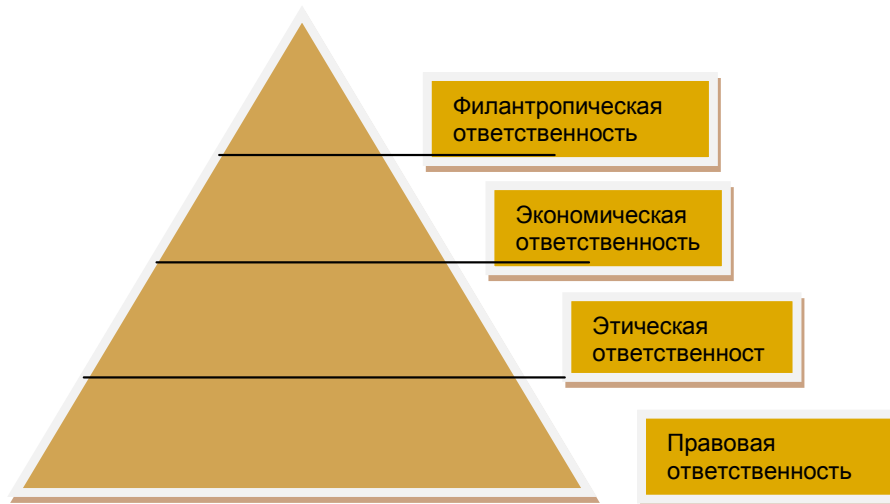 Филантропическая
ответственность
Экономическая
ответственность
Этическая
ответственност
Правовая
ответственность